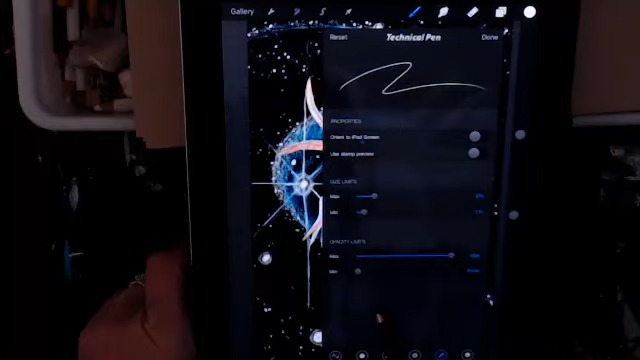 Gallery
Reset Technical Pen Done
PROPERTIES
Orient to iPad Screen
Use stamp preview
SIZE LIMITS
Max
Min
OPACITY LIMITS
Max
Min